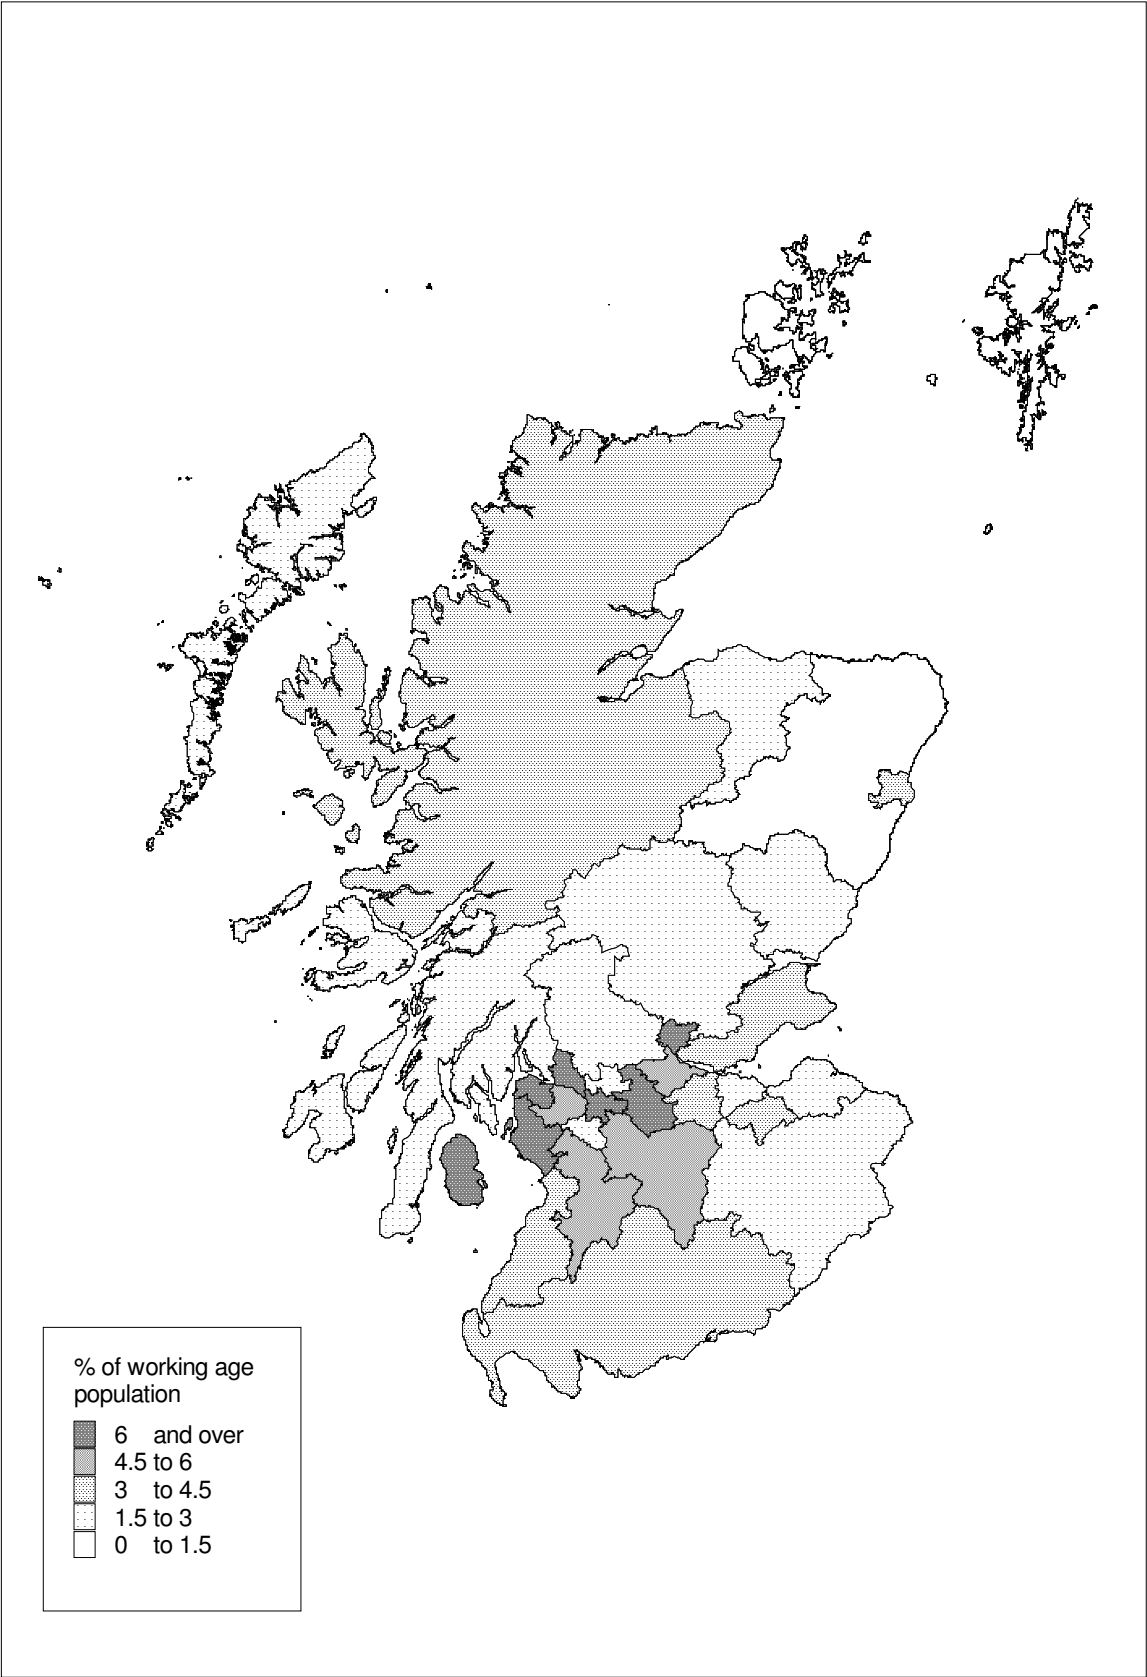 % of working age
population
6 and over
4.5 to 6
3 to 4.5
1.5 to 3
0 to 1.5